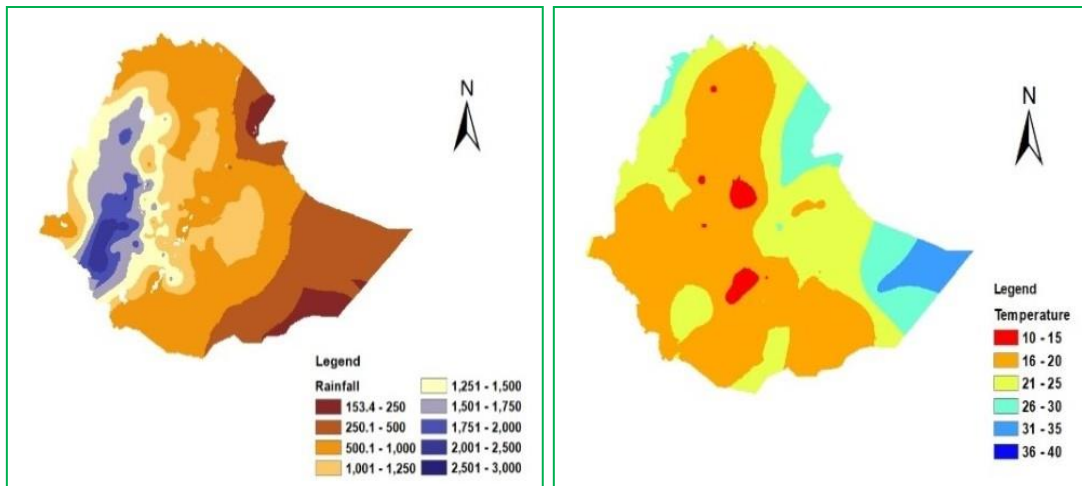 N
Legend
Rainfall
153.4 - 250
250.1 - 500
500.1 - 1,000
1,001 - 1,250
1,251 - 1,500
1,501 - 1,750
1,751 - 2,000
2,001 - 2,500
2,501 - 3,000
N
Legend
Temperature
10 - 15
16 - 20
21 - 25
26 - 30
31 - 35
36 - 40